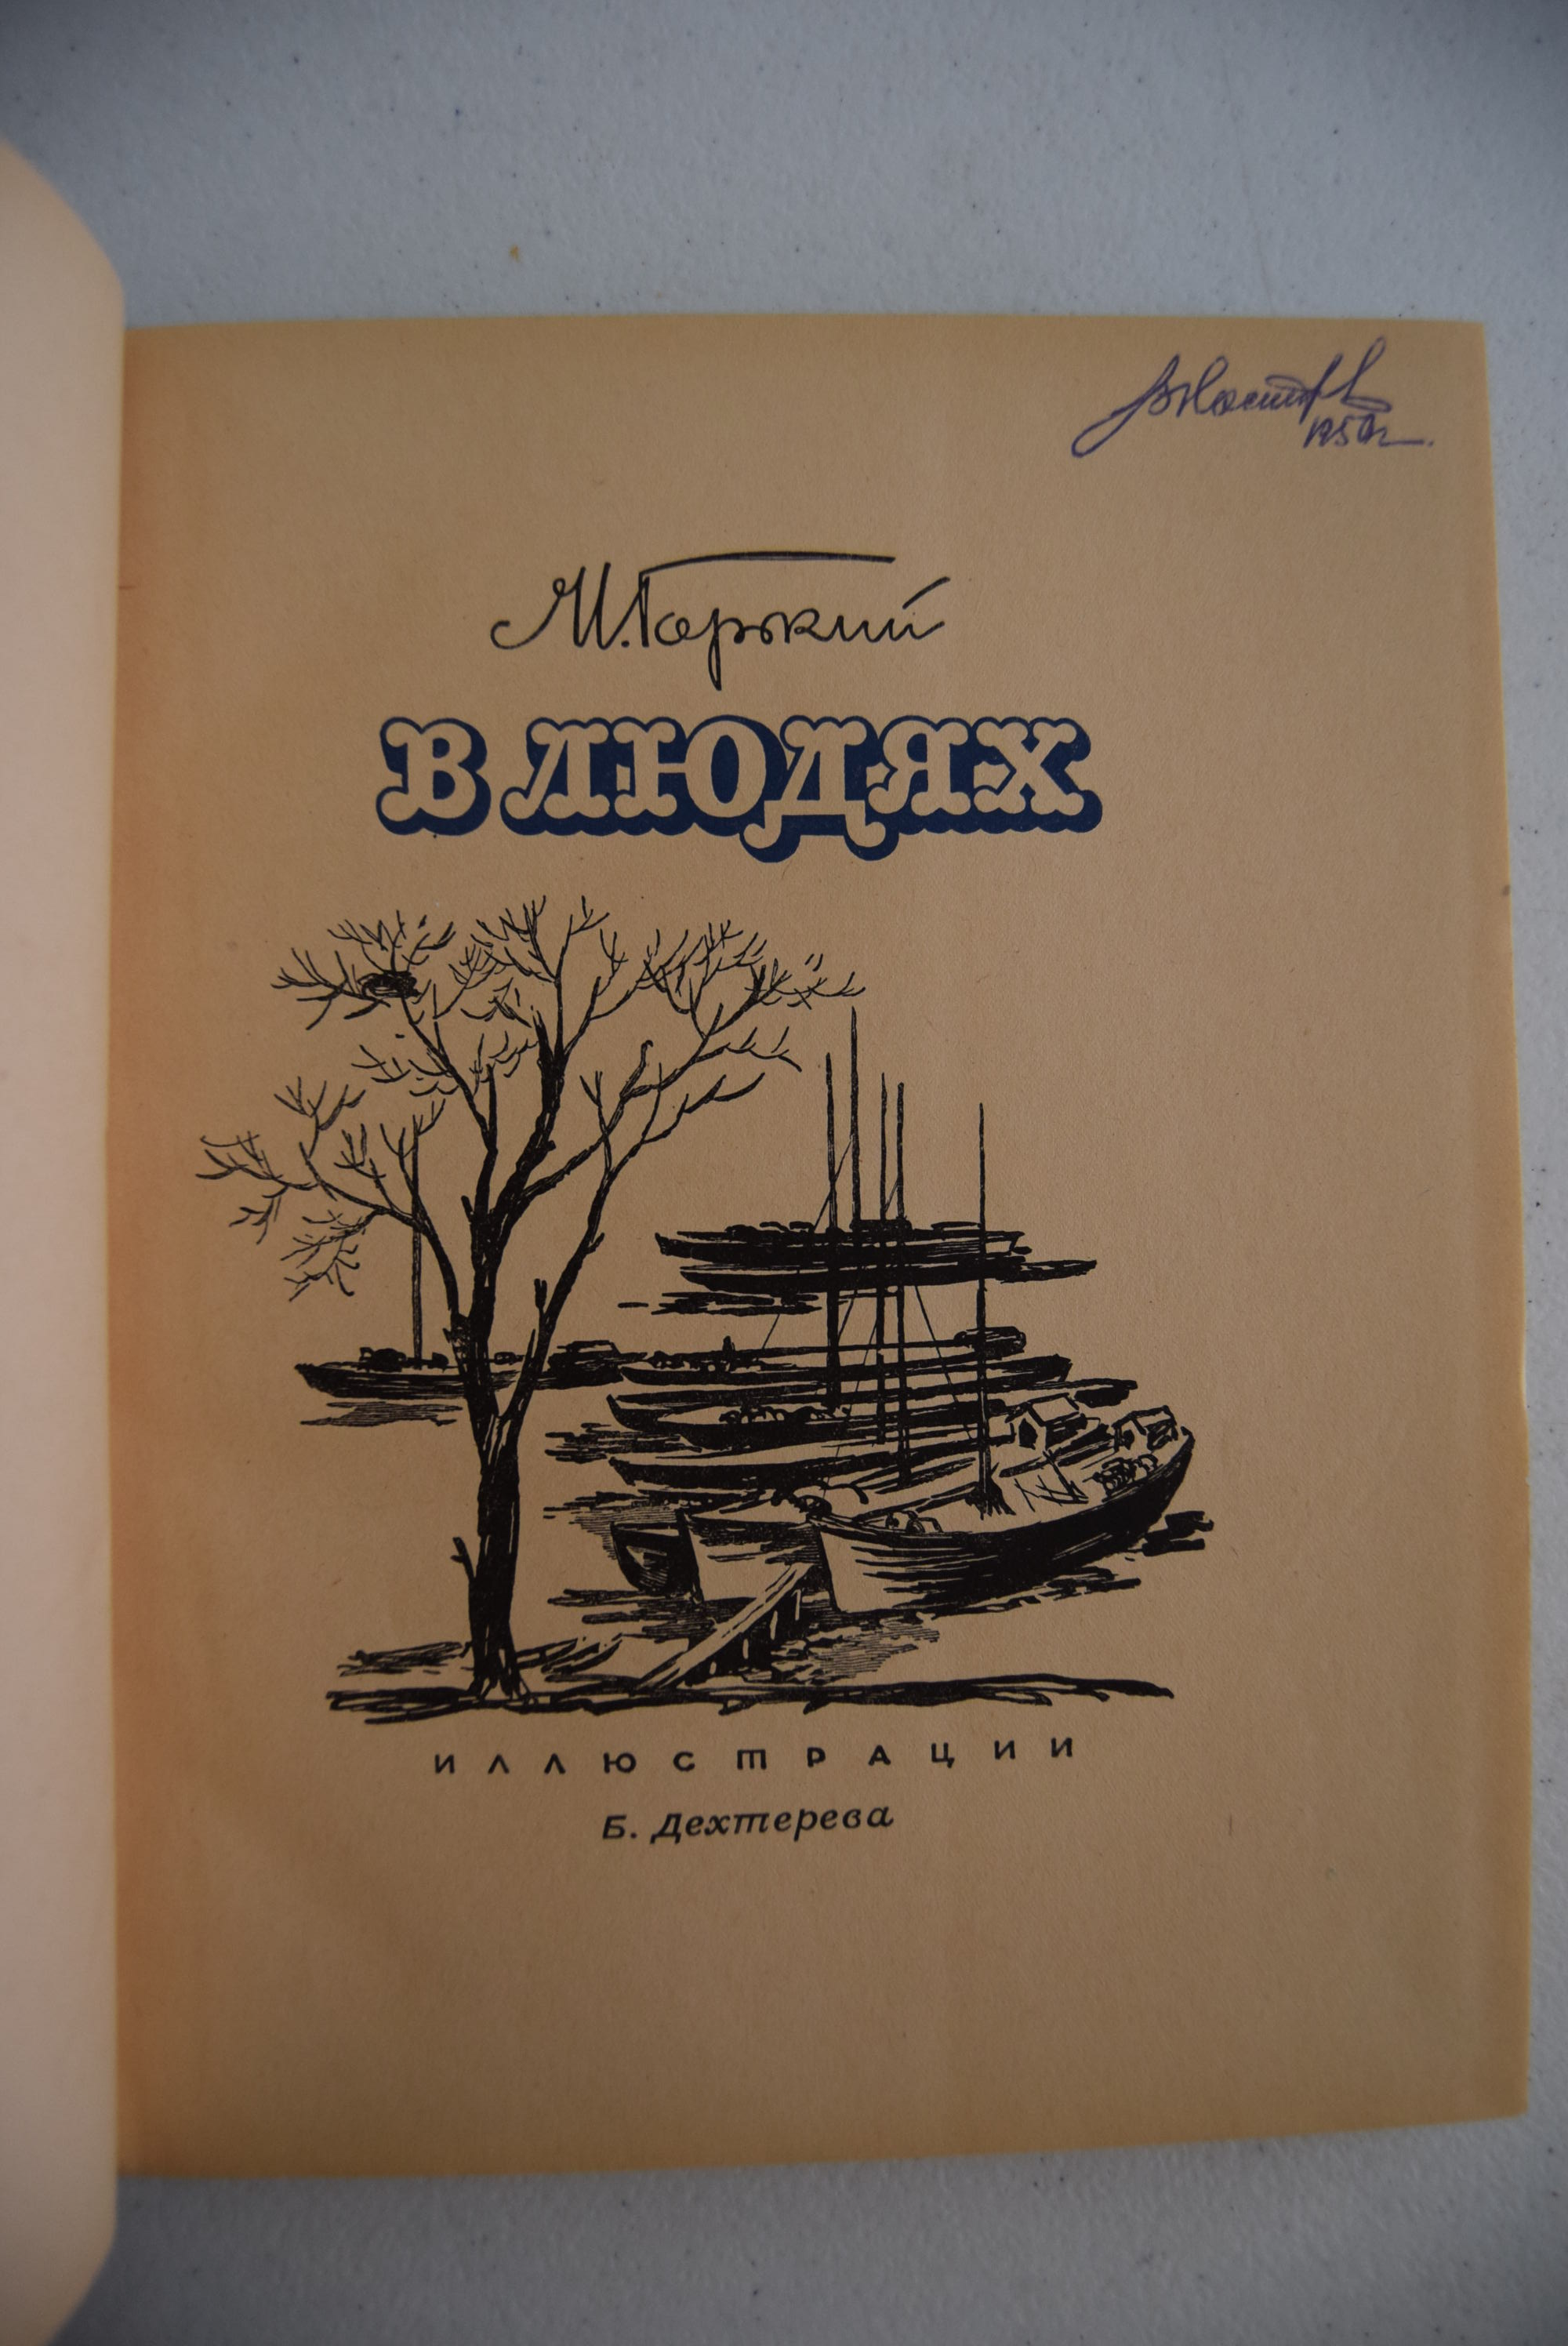 М. Горький
В ЛЮДЯХ
ИЛЛЮСТРАЦИИ
Б. Дехтерева